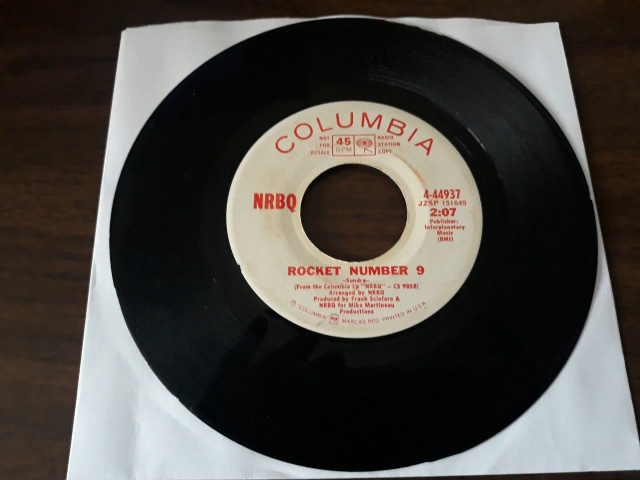 COLUMBIA
NOT
FOR
RESALE
45
RPM
RADIO
STATION
COPY
NRBQ
4-44937
JZSP 151649
2:07
Publisher:
Interplanetary
Music
(BMI)
ROCKET NUMBER 9
-Sundra-
(From the Columbia Lp "NRBQ" - CS 9858)
Arranged by NRBQ
Produced by Frank Scinlaro &
NRBQ for Mike Martineau
Productions
"COLUMBIA" MARCAS REG. PRINTED IN U.S.A.